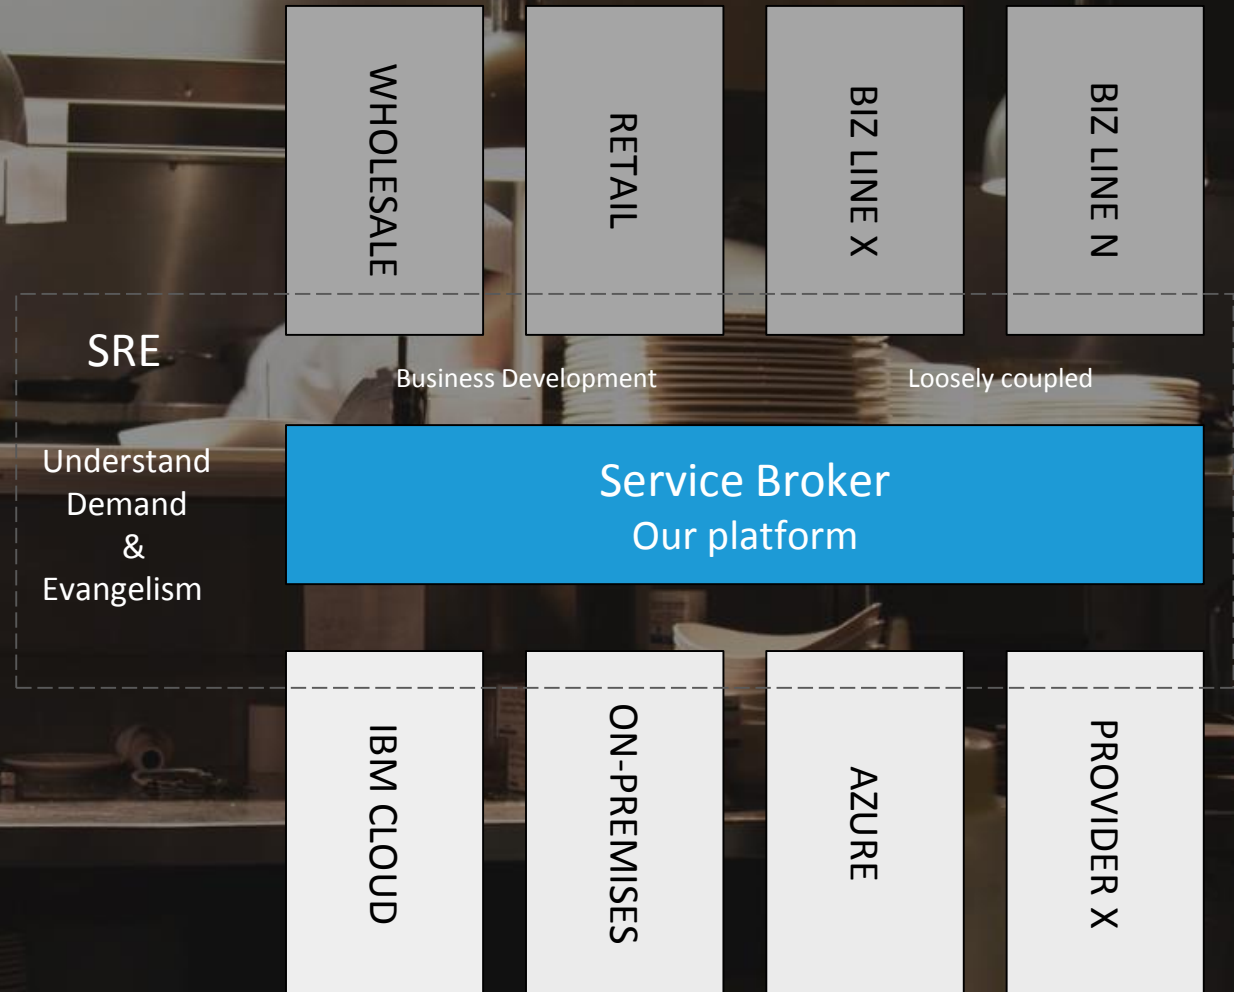 WHOLESALE
RETAIL
BIZ LINE X
BIZ LINE N
SRE
Business Development
Loosely coupled
Understand
Demand
&
Evangelism
Service Broker
Our platform
IBM CLOUD
ON-PREMISES
AZURE
PROVIDER X